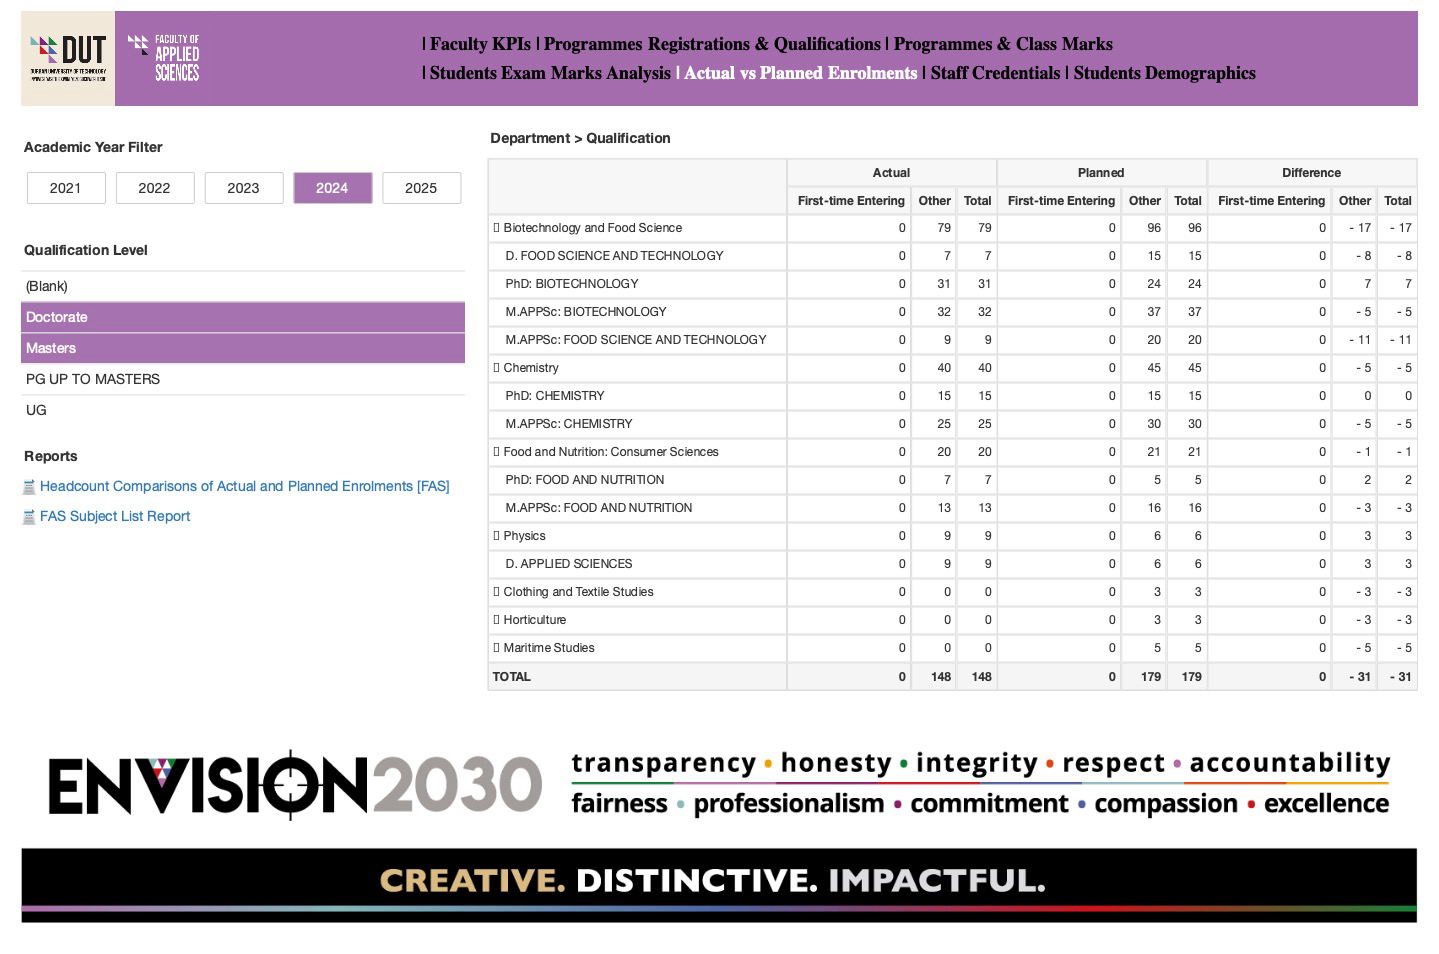 DUT
DURBAN UNIVERSITY OF TECHNOLOGY
FACULTY OF
APPLIED
SCIENCES
| Faculty KPIs | Programmes Registrations & Qualifications | Programmes & Class Marks
| Students Exam Marks Analysis | Actual vs Planned Enrolments | Staff Credentials | Students Demographics
Academic Year Filter
2021 2022 2023 2024 2025
Qualification Level
(Blank)
Doctorate
Masters
PG UP TO MASTERS
UG
Reports
Headcount Comparisons of Actual and Planned Enrolments [FAS]
FAS Subject List Report
Department > Qualification
Actual Planned Difference
First-time Entering Other Total First-time Entering Other Total First-time Entering Other Total
Biotechnology and Food Science 0 79 79 0 96 96 0 - 17 - 17
D. FOOD SCIENCE AND TECHNOLOGY 0 7 7 0 15 15 0 - 8 - 8
PhD: BIOTECHNOLOGY 0 31 31 0 24 24 0 7 7
M.APPSc: BIOTECHNOLOGY 0 32 32 0 37 37 0 - 5 - 5
M.APPSc: FOOD SCIENCE AND TECHNOLOGY 0 9 9 0 20 20 0 - 11 - 11
Chemistry 0 40 40 0 45 45 0 - 5 - 5
PhD: CHEMISTRY 0 15 15 0 15 15 0 0 0
M.APPSc: CHEMISTRY 0 25 25 0 30 30 0 - 5 - 5
Food and Nutrition: Consumer Sciences 0 20 20 0 21 21 0 - 1 - 1
PhD: FOOD AND NUTRITION 0 7 7 0 5 5 0 2 2
M.APPSc: FOOD AND NUTRITION 0 13 13 0 16 16 0 - 3 - 3
Physics 0 9 9 0 6 6 0 3 3
D. APPLIED SCIENCES 0 9 9 0 6 6 0 3 3
Clothing and Textile Studies 0 0 0 0 3 3 0 - 3 - 3
Horticulture 0 0 0 0 3 3 0 - 3 - 3
Maritime Studies 0 0 0 0 5 5 0 - 5 - 5
TOTAL 0 148 148 0 179 179 0 - 31 - 31
ENVISION2030
transparency • honesty • integrity • respect • accountability
fairness • professionalism • commitment • compassion • excellence
CREATIVE. DISTINCTIVE. IMPACTFUL.